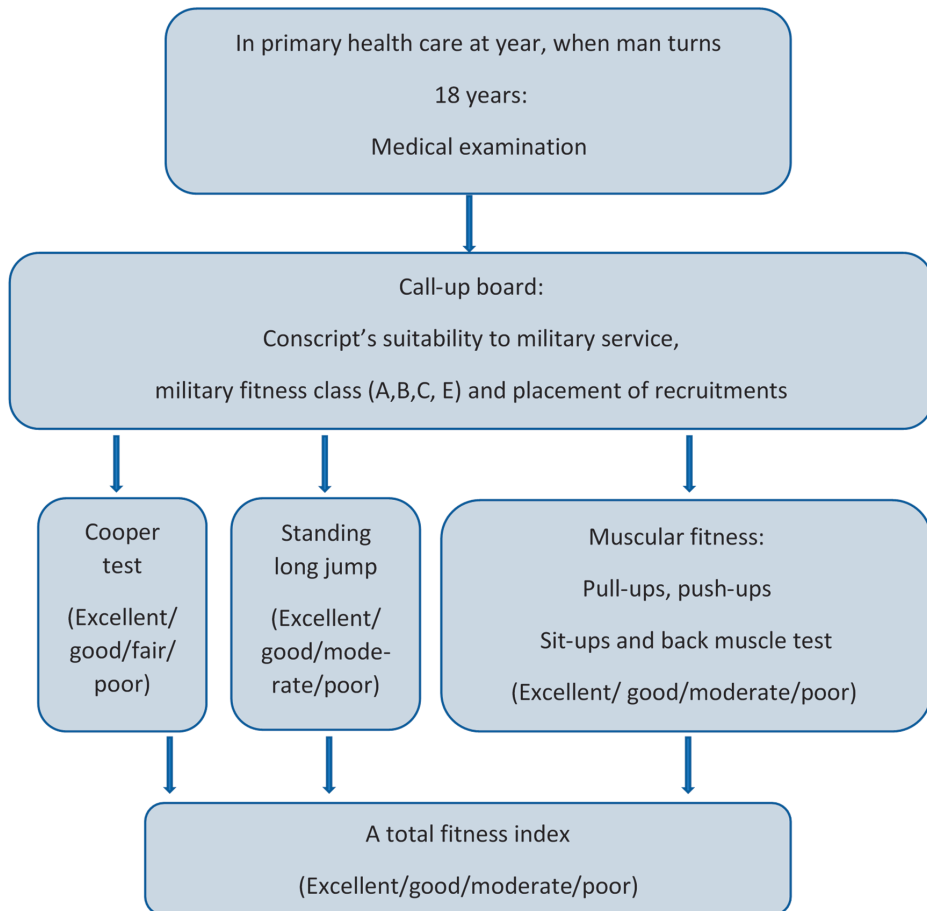 In primary health care at year, when man turns
18 years:
Medical examination
Call-up board:
Conscript’s suitability to military service,
military fitness class (A,B,C, E) and placement of recruitments
Cooper
test
(Excellent/
good/fair/
poor)
Standing
long jump
(Excellent/
good/mode-
rate/poor)
Muscular fitness:
Pull-ups, push-ups
Sit-ups and back muscle test
(Excellent/ good/moderate/poor)
A total fitness index
(Excellent/good/moderate/poor)